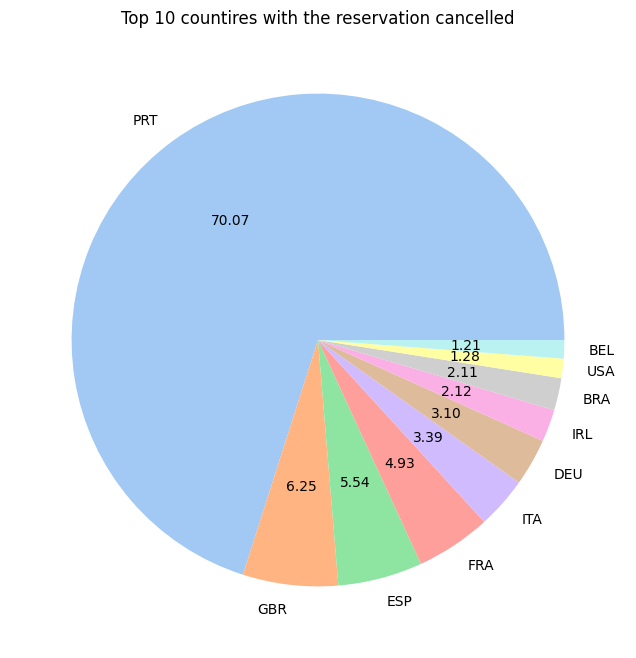 Top 10 countires with the reservation cancelled
PRT
70.07
1.21
BEL
1.28
USA
2.11
BRA
2.12
IRL
3.10
DEU
3.39
ITA
4.93
FRA
5.54
ESP
6.25
GBR